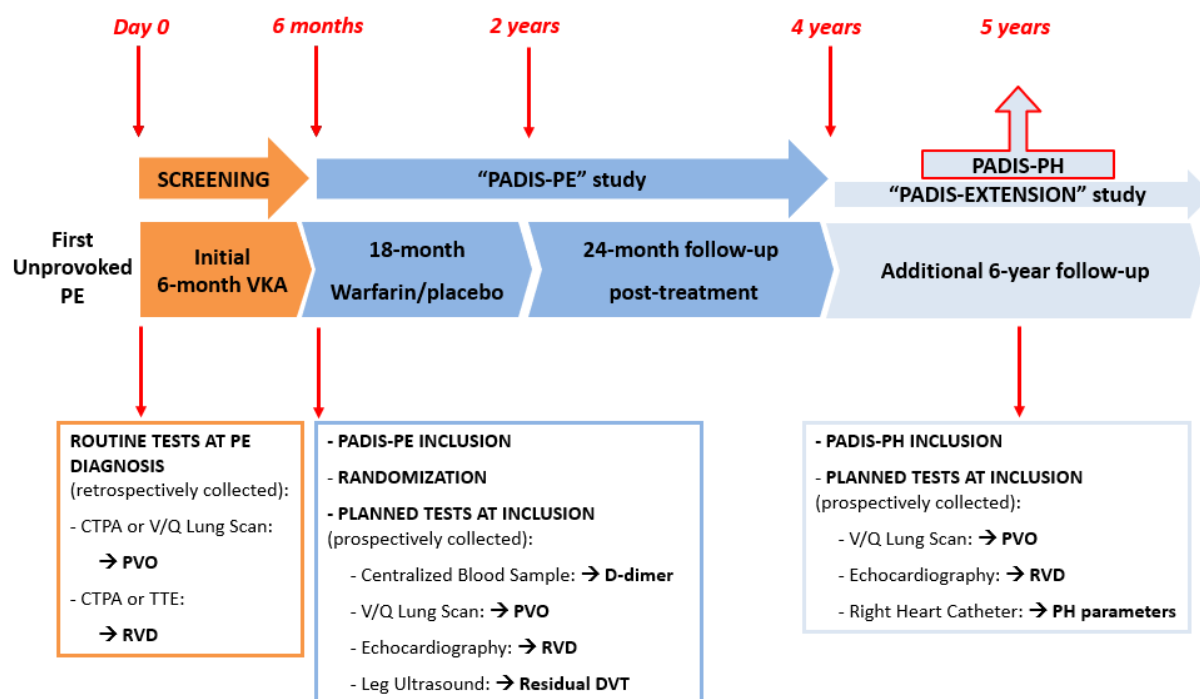 Day 0
6 months
2 years
4 years
5 years
SCREENING
“PADIS-PE” study
PADIS-PH
“PADIS-EXTENSION” study
First
Unprovoked
PE
Initial
6-month VKA
18-month
Warfarin/placebo
24-month follow-up
post-treatment
Additional 6-year follow-up
ROUTINE TESTS AT PE
DIAGNOSIS
(retrospectively collected):
- CTPA or V/Q Lung Scan:
→ PVO
- CTPA or TTE:
→ RVD
- PADIS-PE INCLUSION
- RANDOMIZATION
- PLANNED TESTS AT INCLUSION
(prospectively collected):
- Centralized Blood Sample: → D-dimer
- V/Q Lung Scan: → PVO
- Echocardiography: → RVD
- Leg Ultrasound: → Residual DVT
- PADIS-PH INCLUSION
- PLANNED TESTS AT INCLUSION
(prospectively collected):
- V/Q Lung Scan: → PVO
- Echocardiography: → RVD
- Right Heart Catheter: → PH parameters